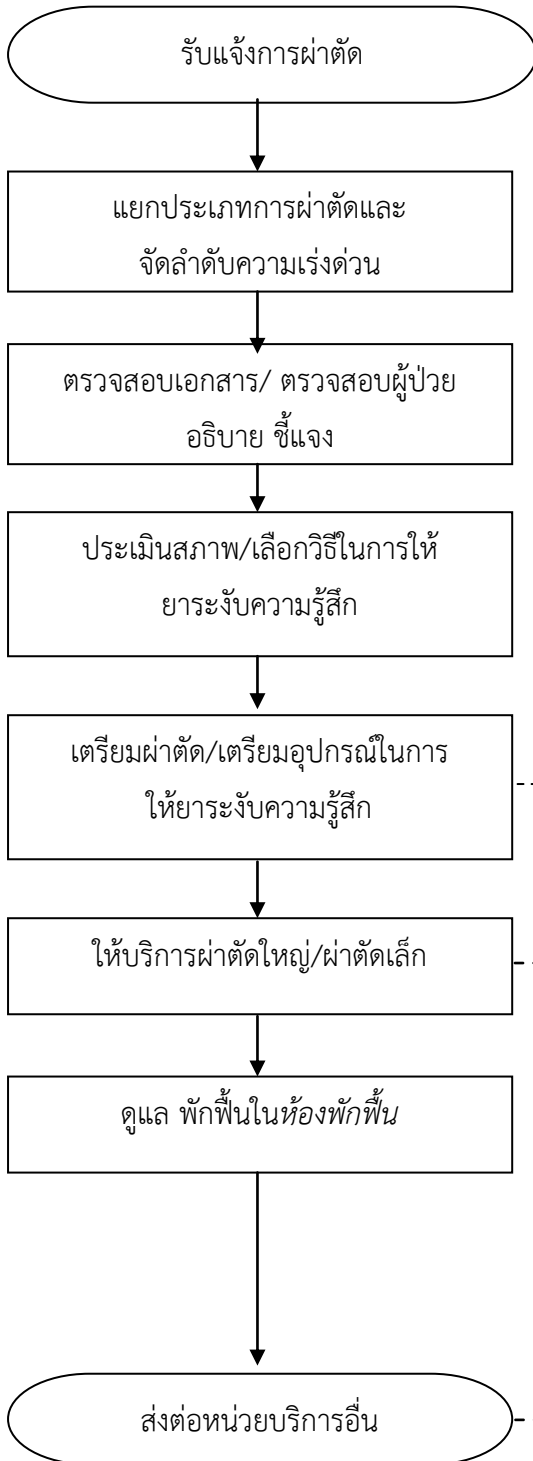 รับแจ้งการผ่าตัด
แยกประเภทการผ่าตัดและ
จัดลำดับความเร่งด่วน
ตรวจสอบเอกสาร/ ตรวจสอบผู้ป่วย
อธิบาย ชี้แจง
ประเมินสภาพ/เลือกวิธีในการให้
ยาระงับความรู้สึก
เตรียมผ่าตัด/เตรียมอุปกรณ์ในการ
ให้ยาระงับความรู้สึก
ให้บริการผ่าตัดใหญ่/ผ่าตัดเล็ก
ดูแล พักฟื้นในห้องพักฟื้น
ส่งต่อหน่วยบริการอื่น